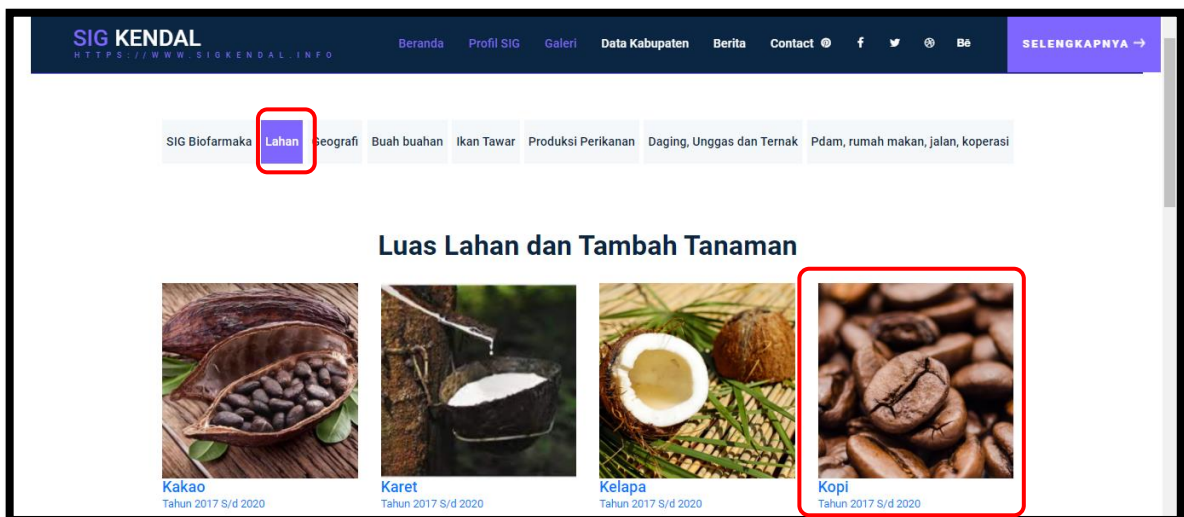 SIG KENDAL
HTTPS://WWW.SIGKENDAL.INFO
Beranda Profil SIG Galeri Data Kabupaten Berita Contact
Bē
SELENGKAPNYA →
SIG Biofarmaka Lahan Geografi Buah buahan Ikan Tawar Produksi Perikanan Daging, Unggas dan Ternak Pdam, rumah makan, jalan, koperasi
Luas Lahan dan Tambah Tanaman
Kakao Karet Kelapa Kopi
Tahun 2017 S/d 2020 Tahun 2017 S/d 2020 Tahun 2017 S/d 2020 Tahun 2017 S/d 2020